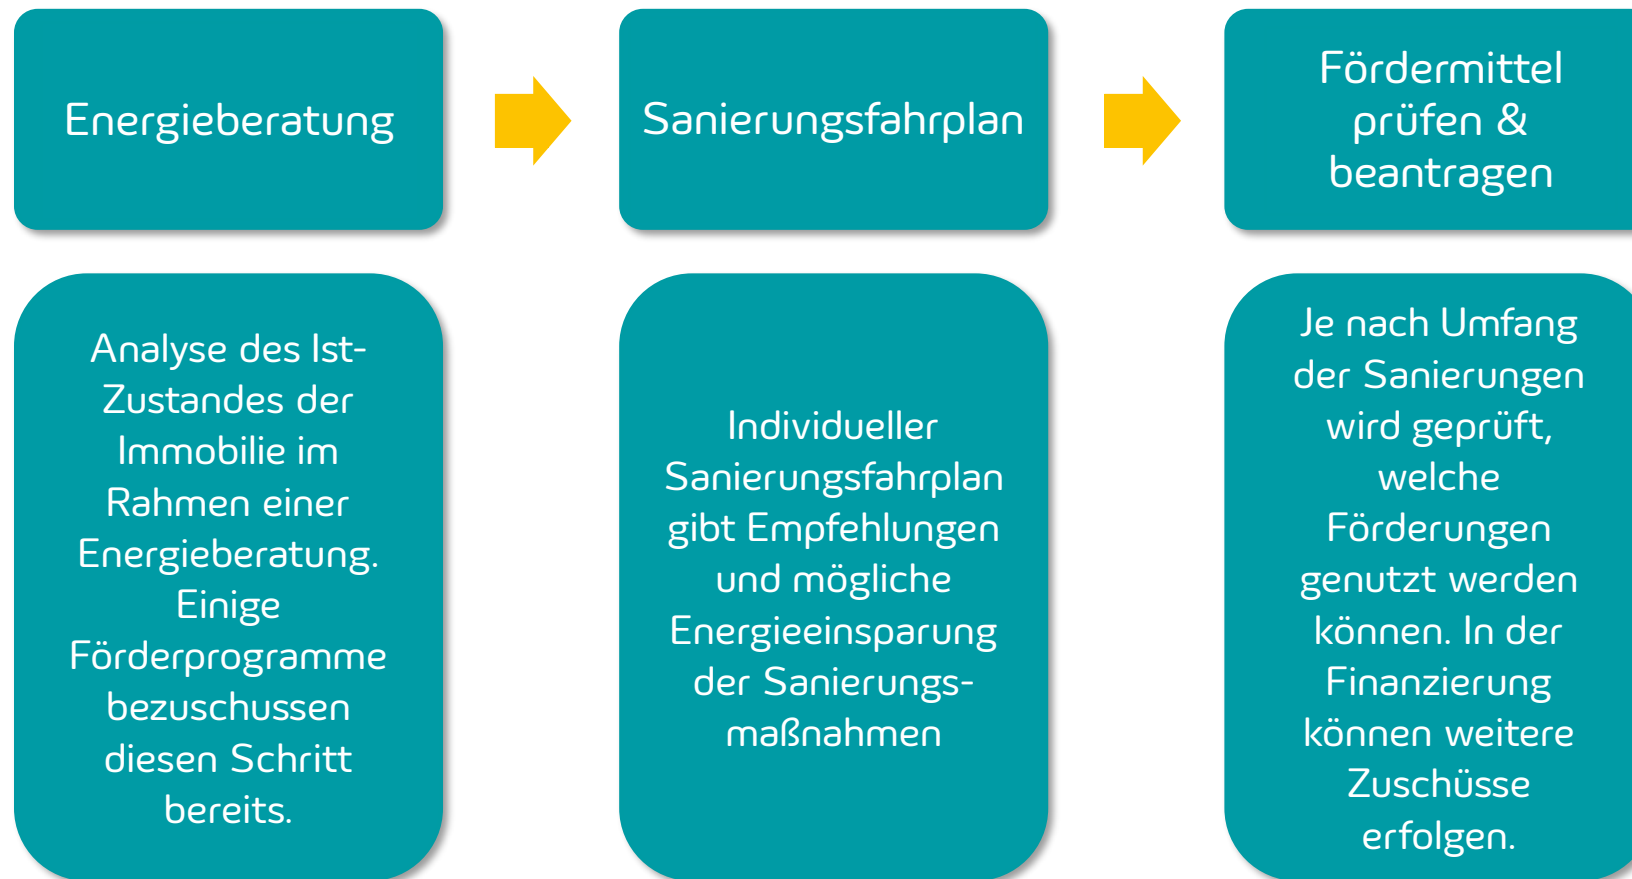 Energieberatung
Sanierungsfahrplan
Fördermittel
prüfen &
beantragen
Analyse des Ist-
Zustandes der
Immobilie im
Rahmen einer
Energieberatung.
Einige
Förderprogramme
bezuschussen
diesen Schritt
bereits.
Individueller
Sanierungsfahrplan
gibt Empfehlungen
und mögliche
Energieeinsparung
der Sanierungs-
maßnahmen
Je nach Umfang
der Sanierungen
wird geprüft,
welche
Förderungen
genutzt werden
können. In der
Finanzierung
können weitere
Zuschüsse
erfolgen.